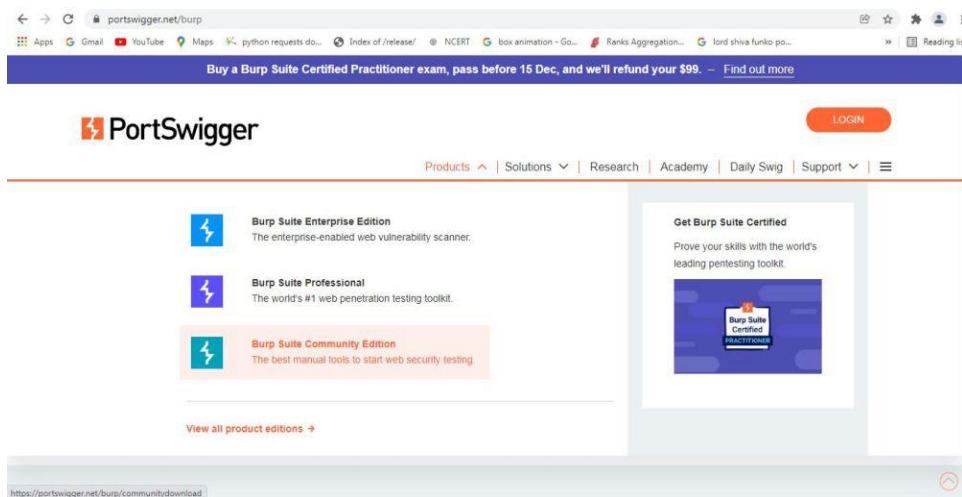 portswigger.net/burp
Apps Gmail YouTube Maps python requests do... Index of /release/ NCERT box animation - Go... Ranks Aggregation... lord shiva funko po... » Reading lis
Buy a Burp Suite Certified Practitioner exam, pass before 15 Dec, and we'll refund your $99. – Find out more
PortSwigger
LOGIN
Products | Solutions | Research | Academy | Daily Swig | Support |
Burp Suite Enterprise Edition
The enterprise-enabled web vulnerability scanner.
Burp Suite Professional
The world's #1 web penetration testing toolkit.
Burp Suite Community Edition
The best manual tools to start web security testing.
View all product editions →
Get Burp Suite Certified
Prove your skills with the world's
leading pentesting toolkit.
Burp Suite
Certified
PRACTITIONER
https://portswigger.net/burp/communitydownload